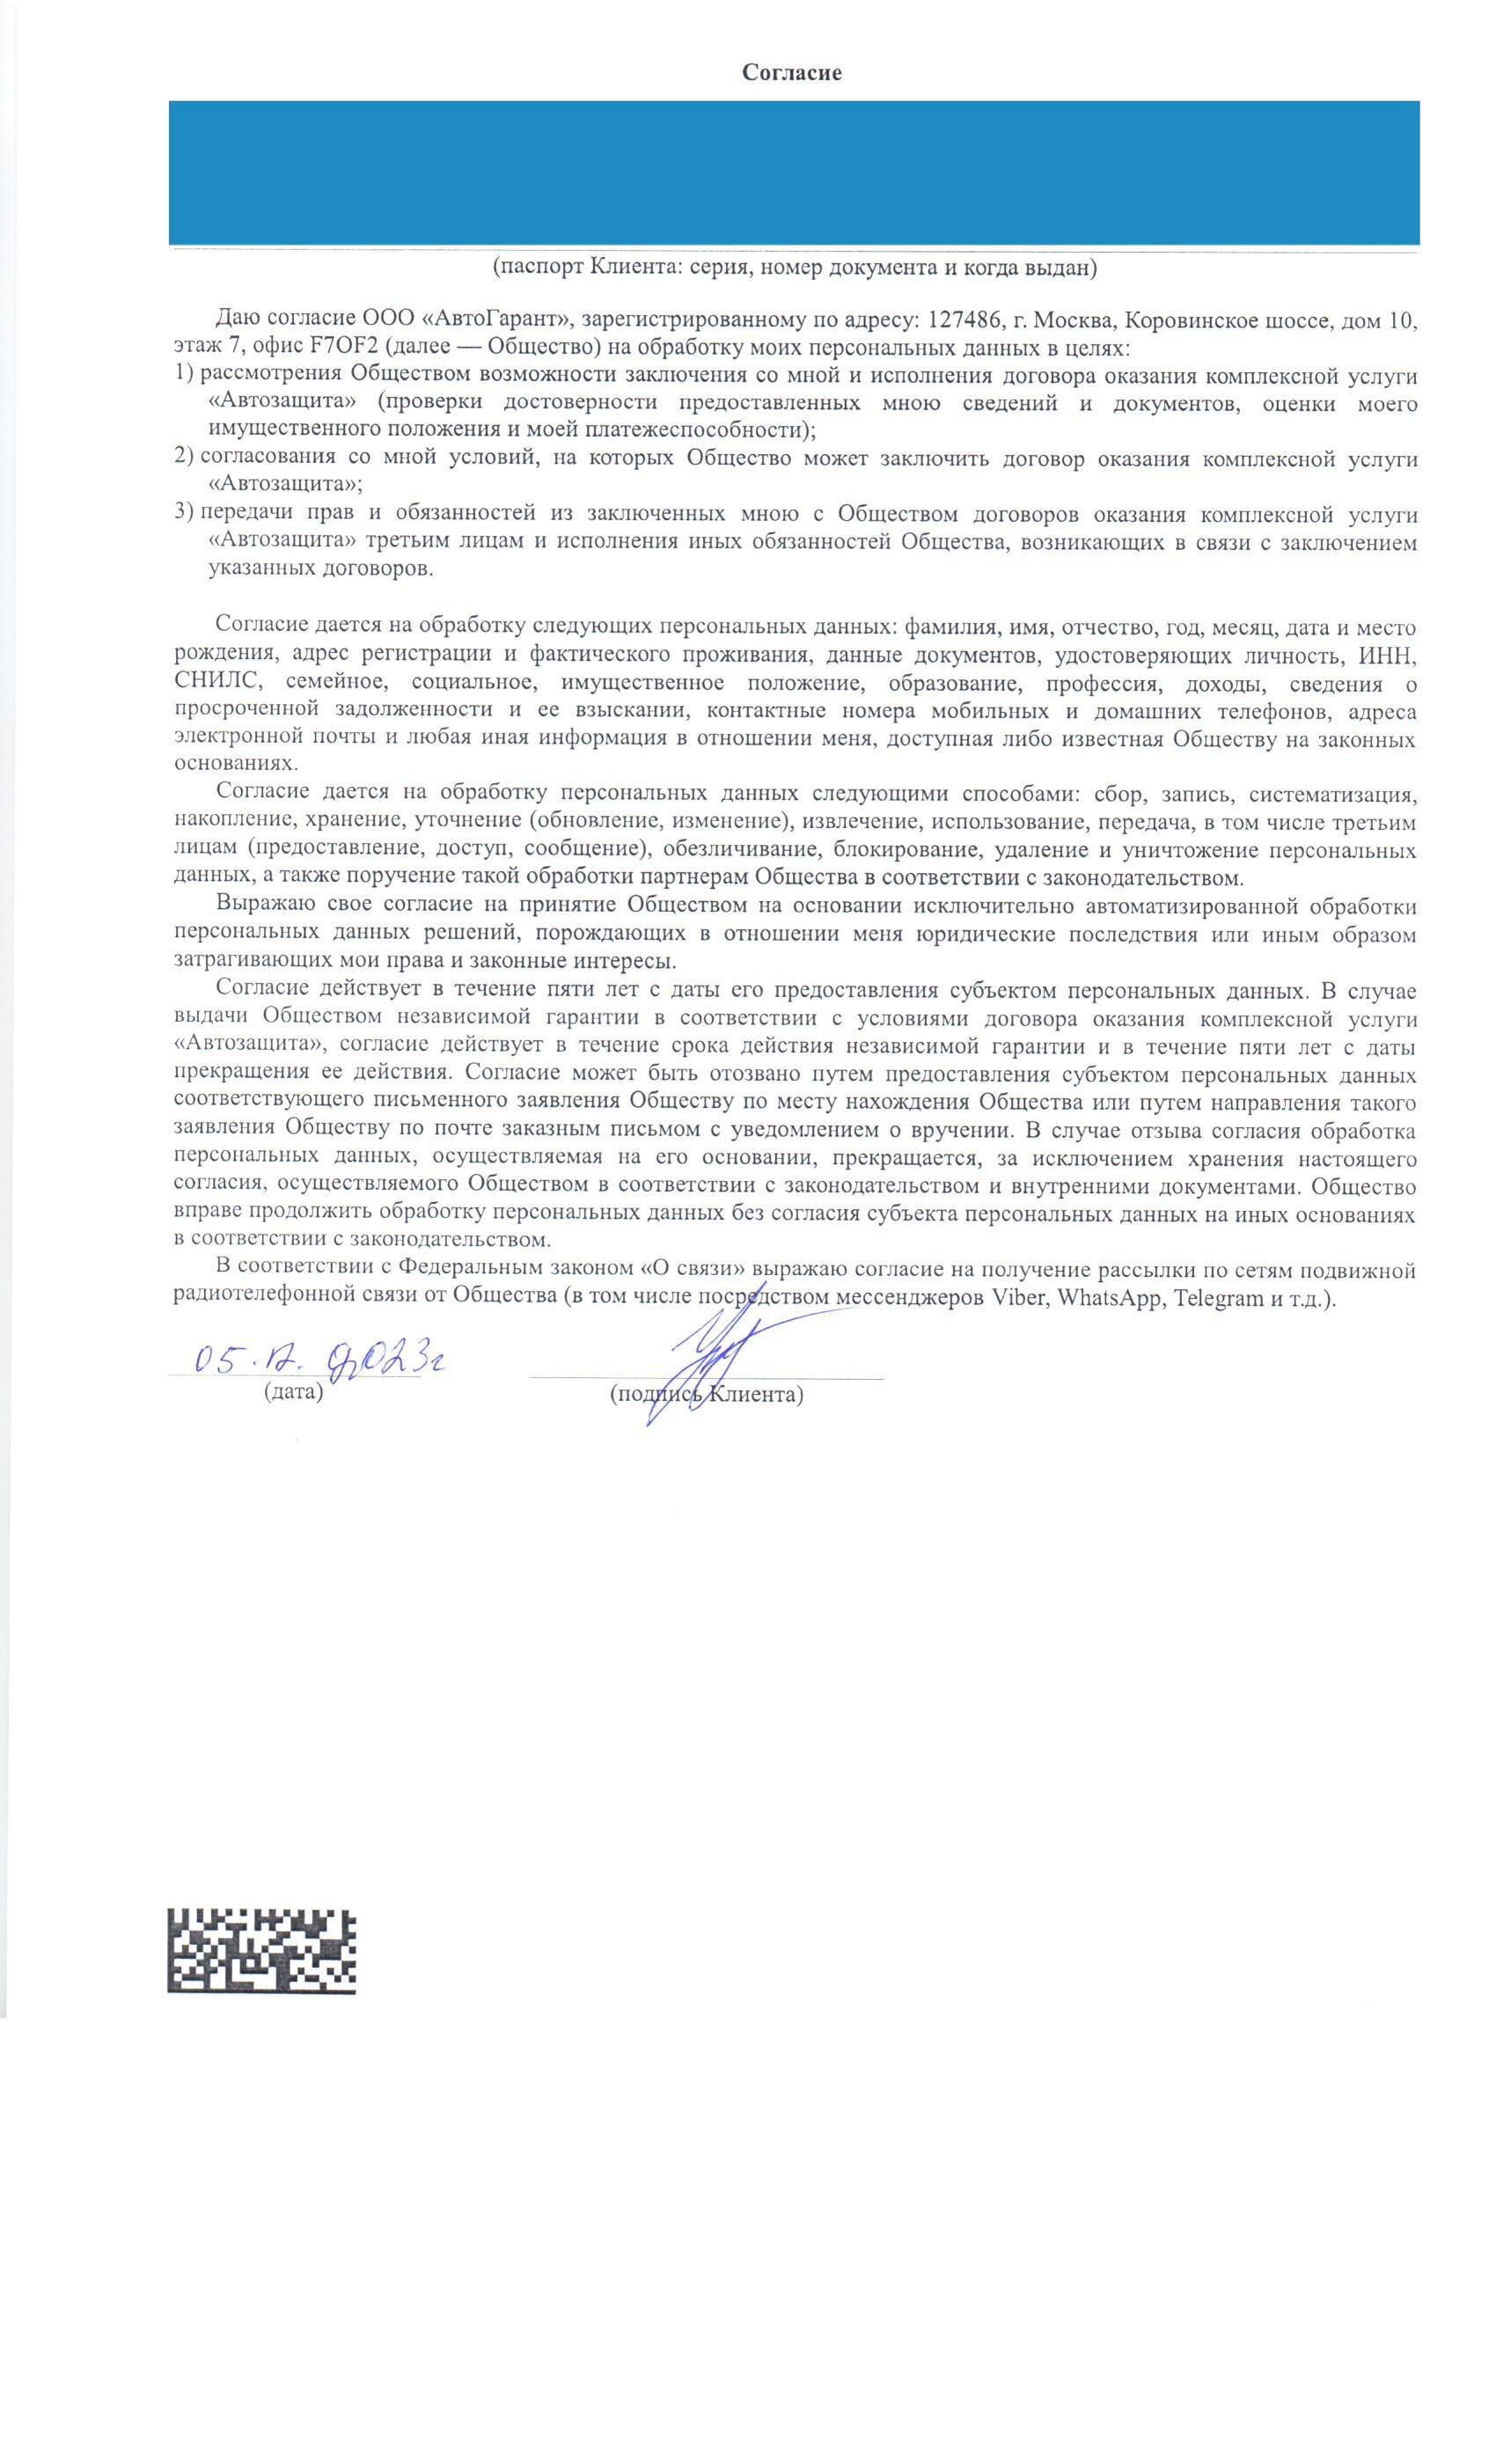 Согласие
(паспорт Клиента: серия, номер документа и когда выдан)
Даю согласие ООО «АвтоГарант», зарегистрированному по адресу: 127486, г. Москва, Коровинское шоссе, дом 10,
этаж 7, офис F7OF2 (далее — Общество) на обработку моих персональных данных в целях:
1) рассмотрения Обществом возможности заключения со мной и исполнения договора оказания комплексной услуги
«Автозащита» (проверки достоверности предоставленных мною сведений и документов, оценки моего
имущественного положения и моей платежеспособности);
2) согласования со мной условий, на которых Общество может заключить договор оказания комплексной услуги
«Автозащита»;
3) передачи прав и обязанностей из заключенных мною с Обществом договоров оказания комплексной услуги
«Автозащита» третьим лицам и исполнения иных обязанностей Общества, возникающих в связи с заключением
указанных договоров.
Согласие дается на обработку следующих персональных данных: фамилия, имя, отчество, год, месяц, дата и место
рождения, адрес регистрации и фактического проживания, данные документов, удостоверяющих личность, ИНН,
СНИЛС, семейное, социальное, имущественное положение, образование, профессия, доходы, сведения о
просроченной задолженности и ее взыскании, контактные номера мобильных и домашних телефонов, адреса
электронной почты и любая иная информация в отношении меня, доступная либо известная Обществу на законных
основаниях.
Согласие дается на обработку персональных данных следующими способами: сбор, запись, систематизация,
накопление, хранение, уточнение (обновление, изменение), извлечение, использование, передача, в том числе третьим
лицам (предоставление, доступ, сообщение), обезличивание, блокирование, удаление и уничтожение персональных
данных, а также поручение такой обработки партнерам Общества в соответствии с законодательством.
Выражаю свое согласие на принятие Обществом на основании исключительно автоматизированной обработки
персональных данных решений, порождающих в отношении меня юридические последствия или иным образом
затрагивающих мои права и законные интересы.
Согласие действует в течение пяти лет с даты его предоставления субъектом персональных данных. В случае
выдачи Обществом независимой гарантии в соответствии с условиями договора оказания комплексной услуги
«Автозащита», согласие действует в течение срока действия независимой гарантии и в течение пяти лет с даты
прекращения ее действия. Согласие может быть отозвано путем предоставления субъектом персональных данных
соответствующего письменного заявления Обществу по месту нахождения Общества или путем направления такого
заявления Обществу по почте заказным письмом с уведомлением о вручении. В случае отзыва согласия обработка
персональных данных, осуществляемая на его основании, прекращается, за исключением хранения настоящего
согласия, осуществляемого Обществом в соответствии с законодательством и внутренними документами. Общество
вправе продолжить обработку персональных данных без согласия субъекта персональных данных на иных основаниях
в соответствии с законодательством.
В соответствии с Федеральным законом «О связи» выражаю согласие на получение рассылки по сетям подвижной
радиотелефонной связи от Общества (в том числе посредством мессенджеров Viber, WhatsApp, Telegram и т.д.).
05.12.2023г
(дата) (подпись Клиента)